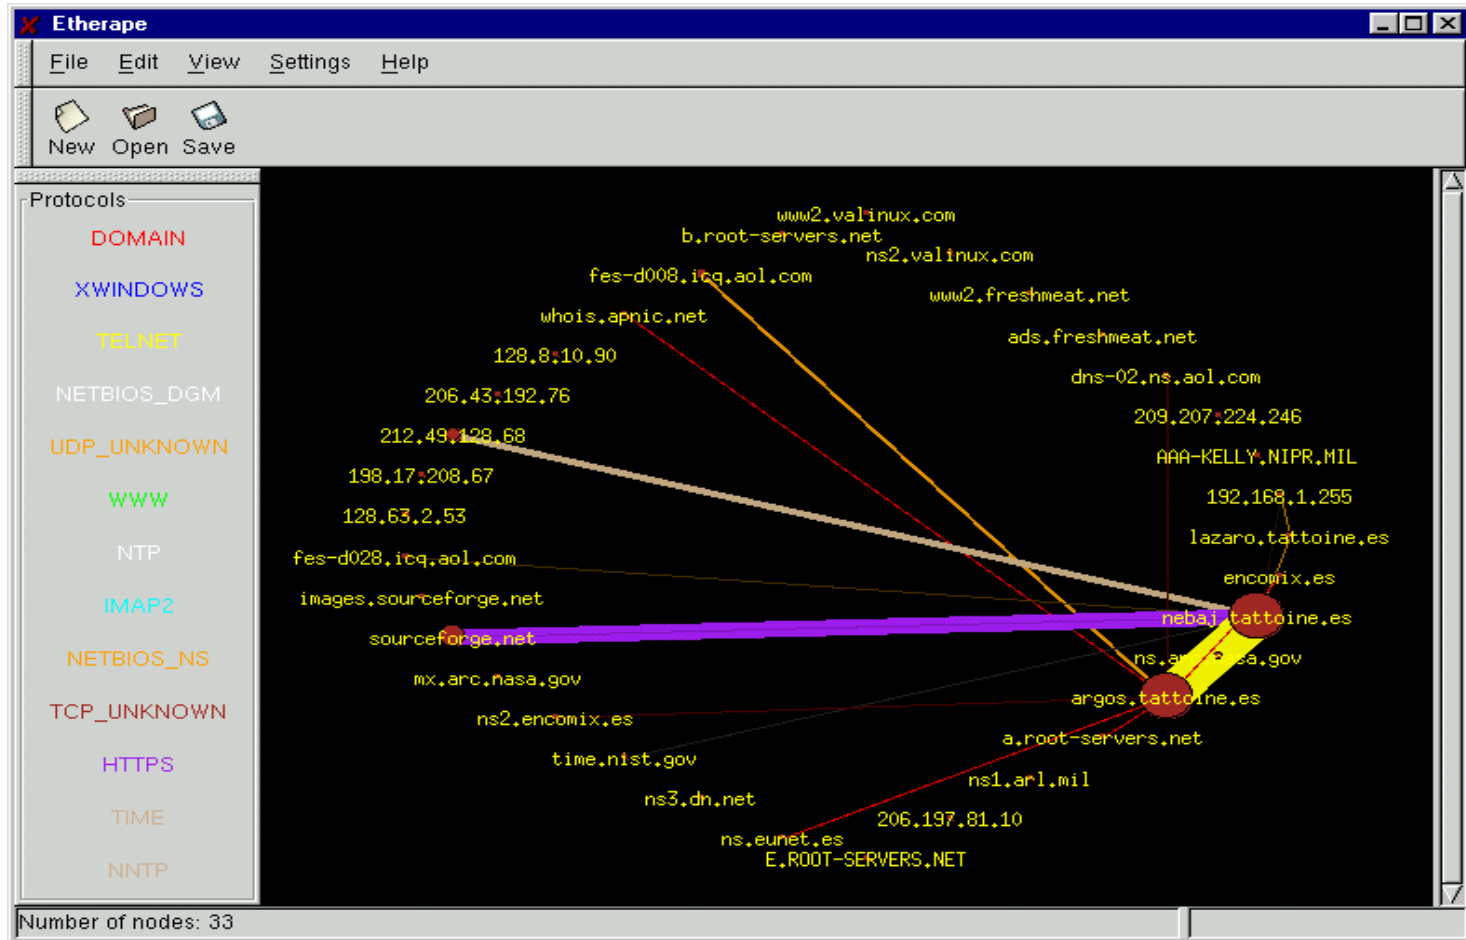 Etherape
File Edit View Settings Help
New Open Save
Protocols
DOMAIN
XWINDOWS
TELNET
NETBIOS_DGM
UDP_UNKNOWN
WWW
NTP
IMAP2
NETBIOS_NS
TCP_UNKNOWN
HTTPS
TIME
NNTP
www2.valinux.com
b.root-servers.net
ns2.valinux.com
fes-d008.icq.aol.com
www2.freshmeat.net
whois.apnic.net
ads.freshmeat.net
128.8.10.90
dns-02.ns.aol.com
206.43.192.76
209.207.224.246
212.49.128.68
AAA-KELLY.NIPR.MIL
198.17.208.67
192.168.1.255
128.63.2.53
lazaro.tattoine.es
fes-d028.icq.aol.com
encomix.es
images.sourceforge.net
nebaj.tattoine.es
sourceforge.net
ns.arc.nasa.gov
mx.arc.nasa.gov
argos.tattoine.es
ns2.encomix.es
a.root-servers.net
time.nist.gov
ns1.arl.mil
ns3.dn.net
206.197.81.10
ns.eunet.es
E.ROOT-SERVERS.NET
Number of nodes: 33